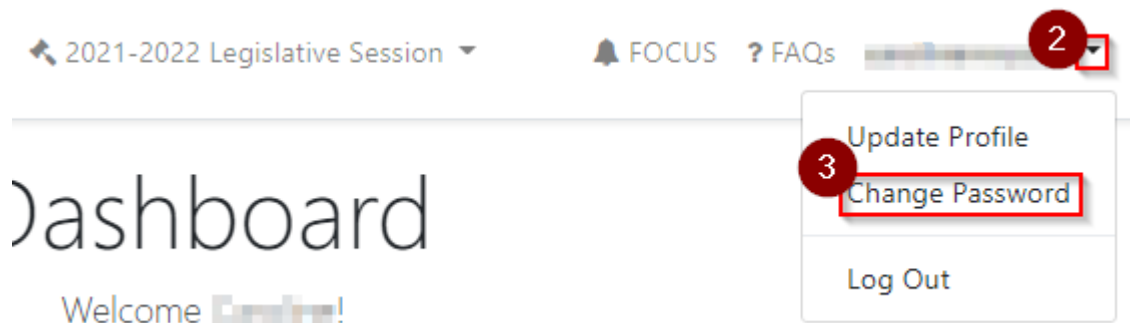 2021-2022 Legislative Session FOCUS ? FAQs 2
Update Profile
3
Change Password
Dashboard
Log Out
Welcome !